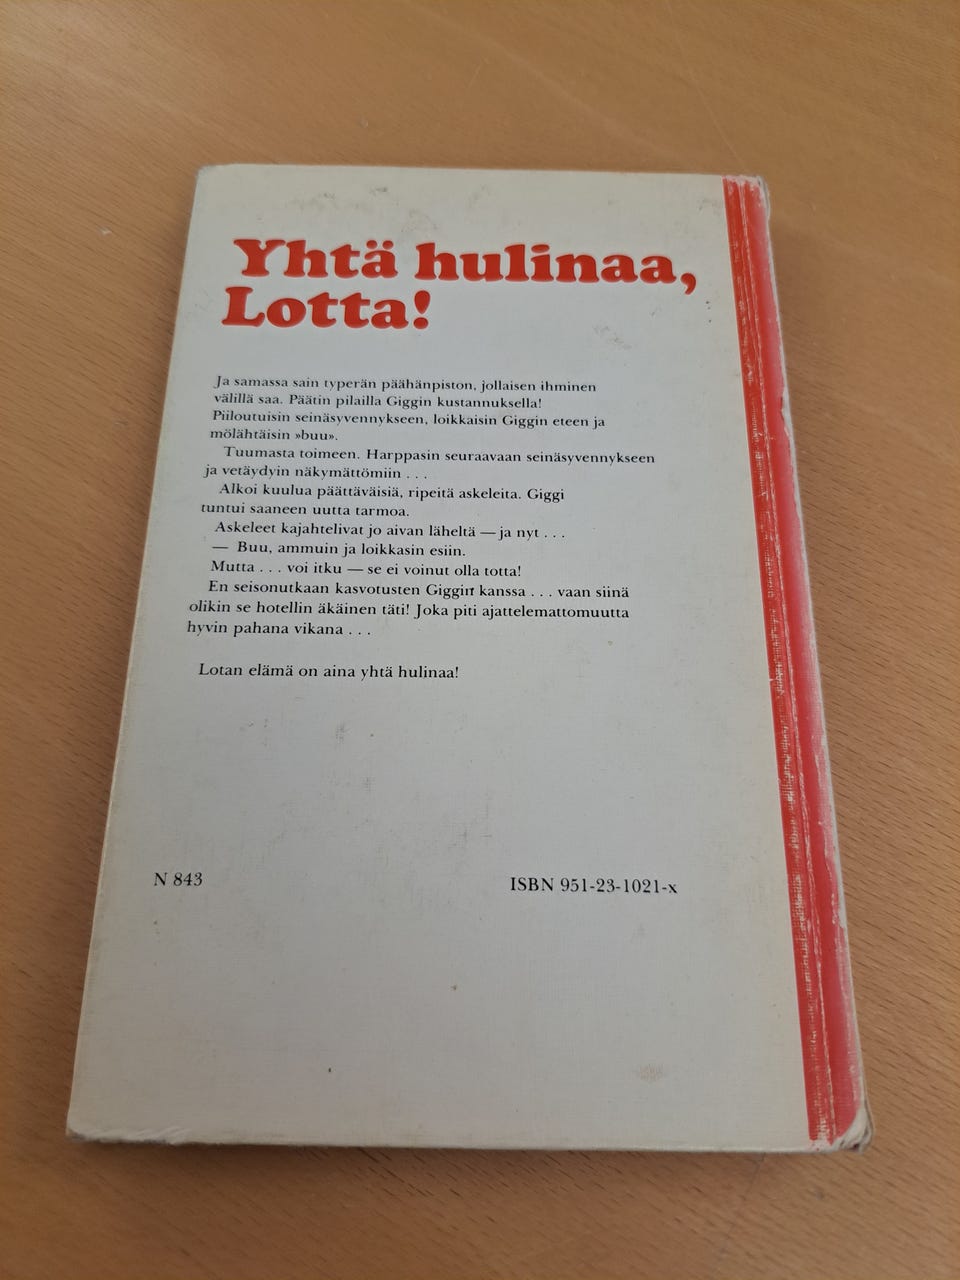 Yhtä hulinaa,
Lotta!
Ja samassa sain typerän päähänpiston, jollaisen ihminen
välillä saa. Päätin pilailla Giggin kustannuksella!
Piiloutuisin seinäsyvennykseen, loikkaisin Giggin eteen ja
mölähtäisin »buu».
Tuumasta toimeen. Harppasin seuraavaan seinäsyvennykseen
ja vetäydyin näkymättömiin . . .
Alkoi kuulua päättäväisiä, ripeitä askeleita. Giggi
tuntui saaneen uutta tarmoa.
Askeleet kajahtelivat jo aivan läheltä — ja nyt . . .
— Buu, ammuin ja loikkasin esiin.
Mutta . . . voi itku — se ei voinut olla totta!
En seisonutkaan kasvotusten Giggin kanssa . . . vaan siinä
olikin se hotellin äkäinen täti! Joka piti ajattelemattomuutta
hyvin pahana vikana . . .
Lotan elämä on aina yhtä hulinaa!
N 843
ISBN 951-23-1021-x